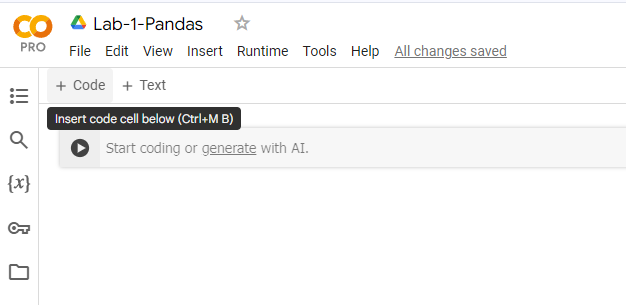 Lab-1-Pandas
PRO
File Edit View Insert Runtime Tools Help All changes saved
+ Code + Text
Insert code cell below (Ctrl+M B)
Start coding or generate with AI.
{x}